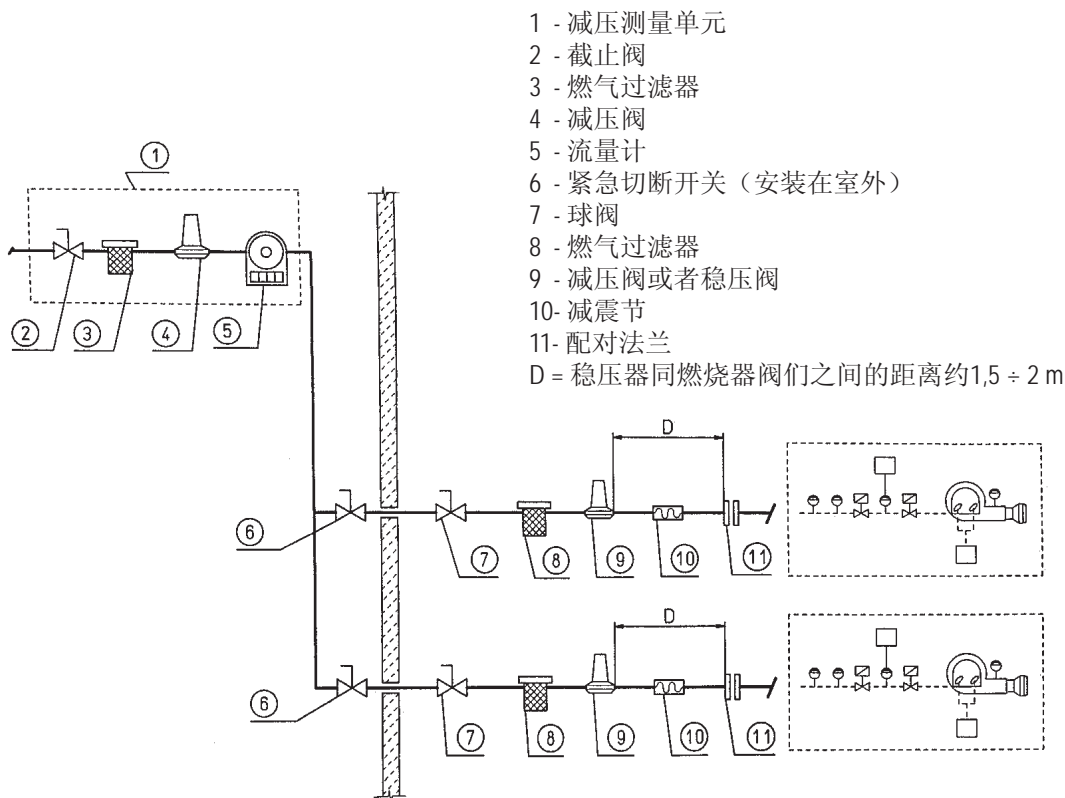 1 - 减压测量单元
2 - 截止阀
3 - 燃气过滤器
4 - 减压阀
5 - 流量计
6 - 紧急切断开关（安装在室外）
7 - 球阀
8 - 燃气过滤器
9 - 减压阀或者稳压阀
10- 减震节
11- 配对法兰
D = 稳压器同燃烧器阀们之间的距离约1,5 ÷ 2 m
1
2 3 4 5
D
6 7 8 9 10 11
D
6 7 8 9 10 11